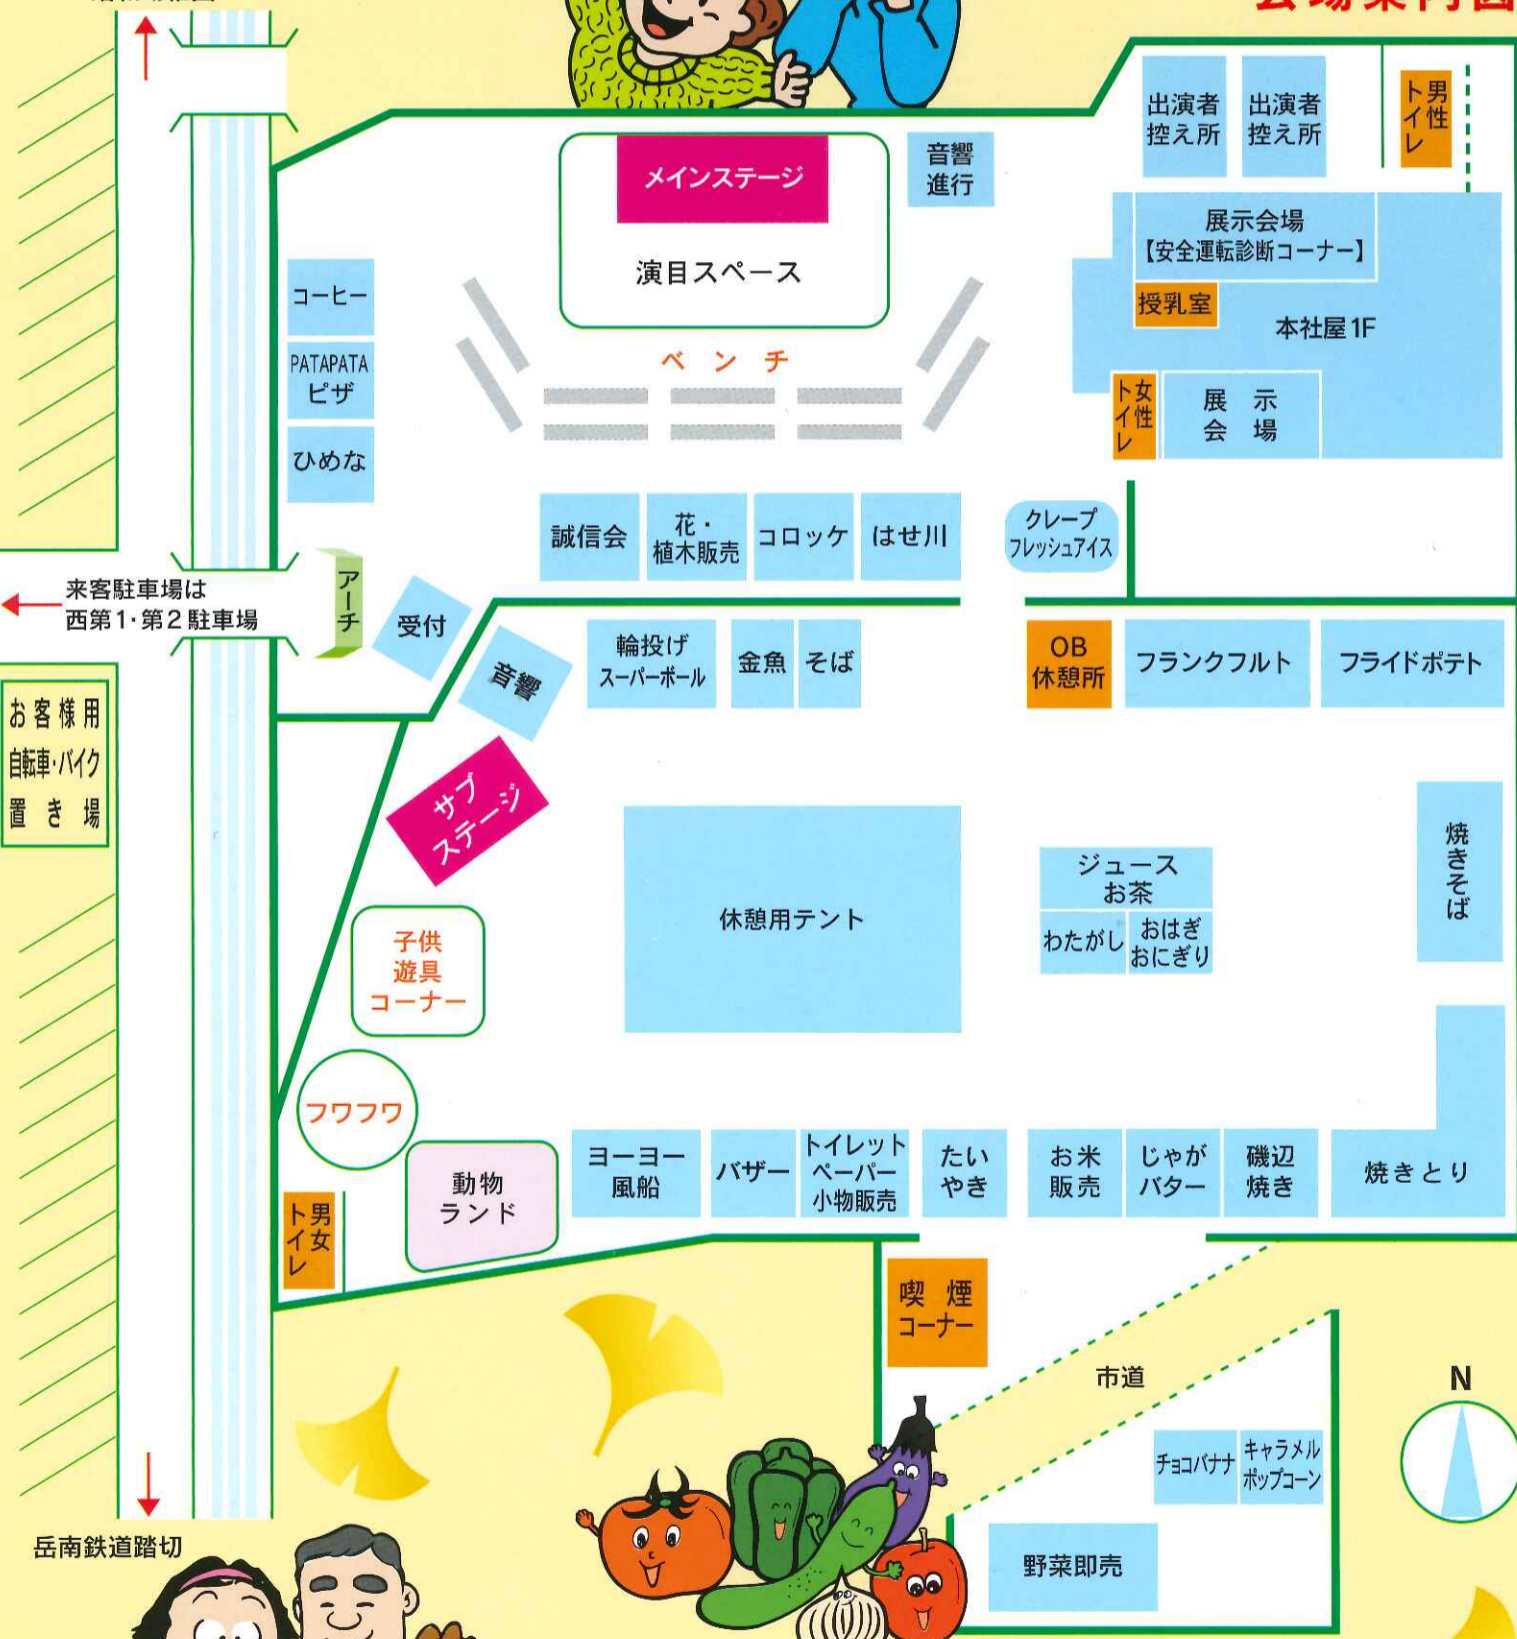 会場案内図
出演者
控え所
出演者
控え所
男性
トイレ
メインステージ
音響
進行
演目スペース
展示会場
【安全運転診断コーナー】
授乳室
本社屋1F
コーヒー
PATAPATA
ピザ
ひめな
ベンチ
女性
トイレ
展示
会場
誠信会
花・
植木販売
コロッケ
はせ川
クレープ
フレッシュアイス
来客駐車場は
西第1・第2駐車場
アーチ
受付
音響
輪投げ
スーパーボール
金魚
そば
OB
休憩所
フランクフルト
フライドポテト
お客様用
自転車・バイク
置き場
サブ
ステージ
休憩用テント
ジュース
お茶
わたがし
おはぎ
おにぎり
焼きそば
子供
遊具
コーナー
フワフワ
動物
ランド
男女
トイレ
ヨーヨー
風船
バザー
トイレット
ペーパー
小物販売
たい
やき
お米
販売
じゃが
バター
磯辺
焼き
焼きとり
喫煙
コーナー
市道
N
チョコバナナ
キャラメル
ポップコーン
野菜即売
岳南鉄道踏切